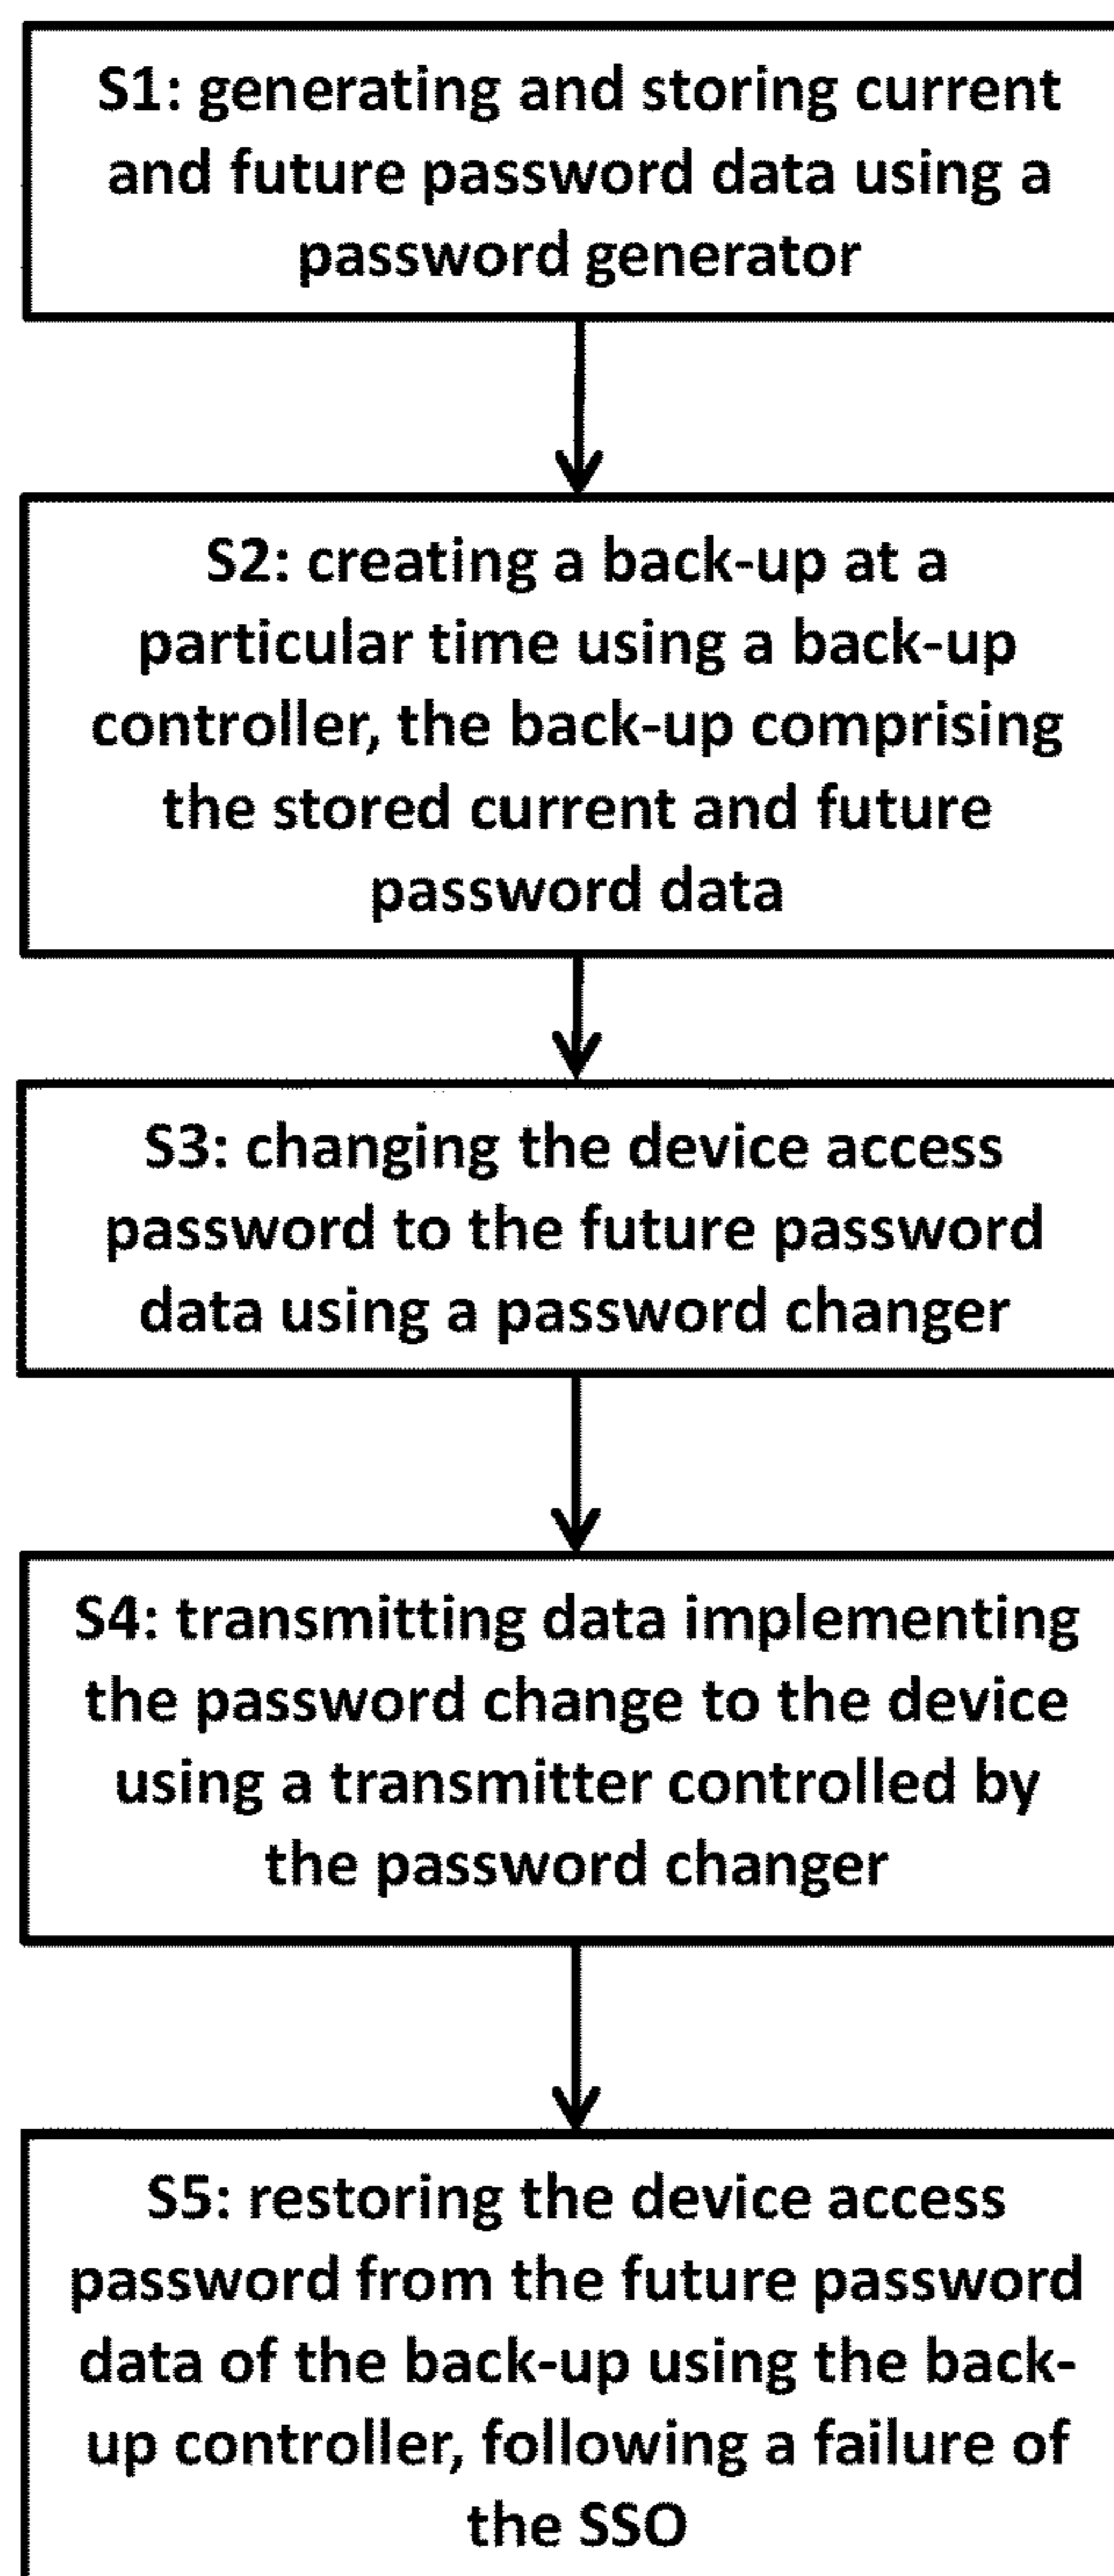 S1: generating and storing current
and future password data using a
password generator
S2: creating a back-up at a
particular time using a back-up
controller, the back-up comprising
the stored current and future
password data
S3: changing the device access
password to the future password
data using a password changer
S4: transmitting data implementing
the password change to the device
using a transmitter controlled by
the password changer
S5: restoring the device access
password from the future password
data of the back-up using the back-
up controller, following a failure of
the SSO